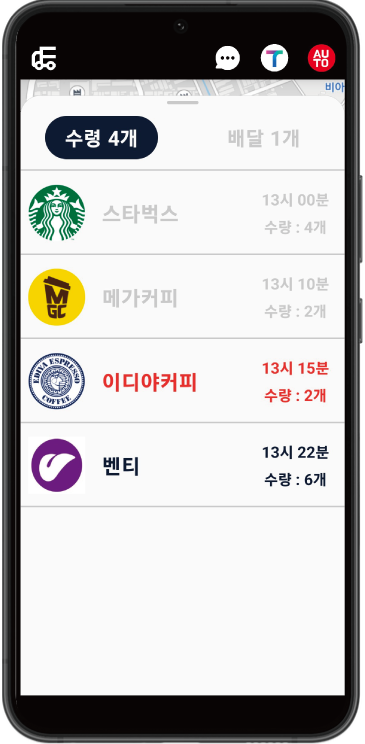 AU
TO
비아
수령 4개
배달 1개
스타벅스
13시 00분
수량 : 4개
MGC
메가커피
13시 10분
수량 : 2개
EDIYA ESPRESSO
COFFEE
이디야커피
13시 15분
수량 : 2개
벤티
13시 22분
수량 : 6개